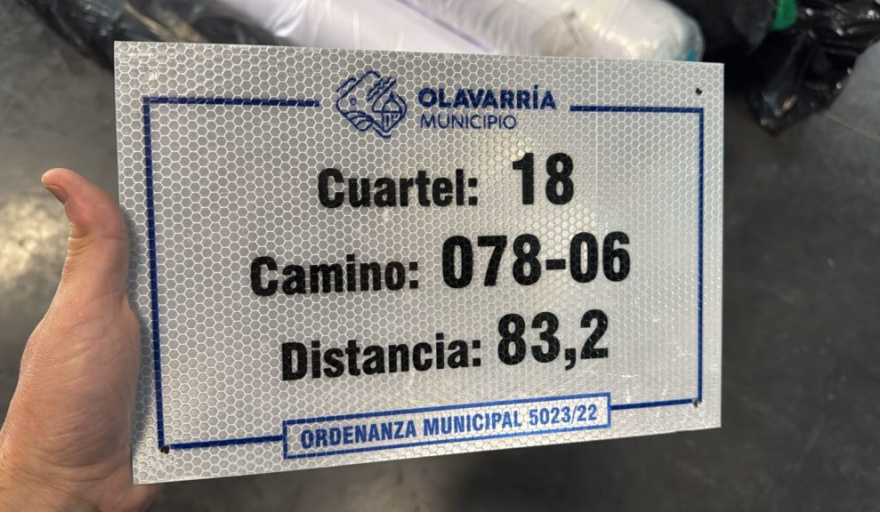 OLAVARRÍA
MUNICIPIO
Cuartel: 18
Camino: 078-06
Distancia: 83,2
ORDENANZA MUNICIPAL 5023/22